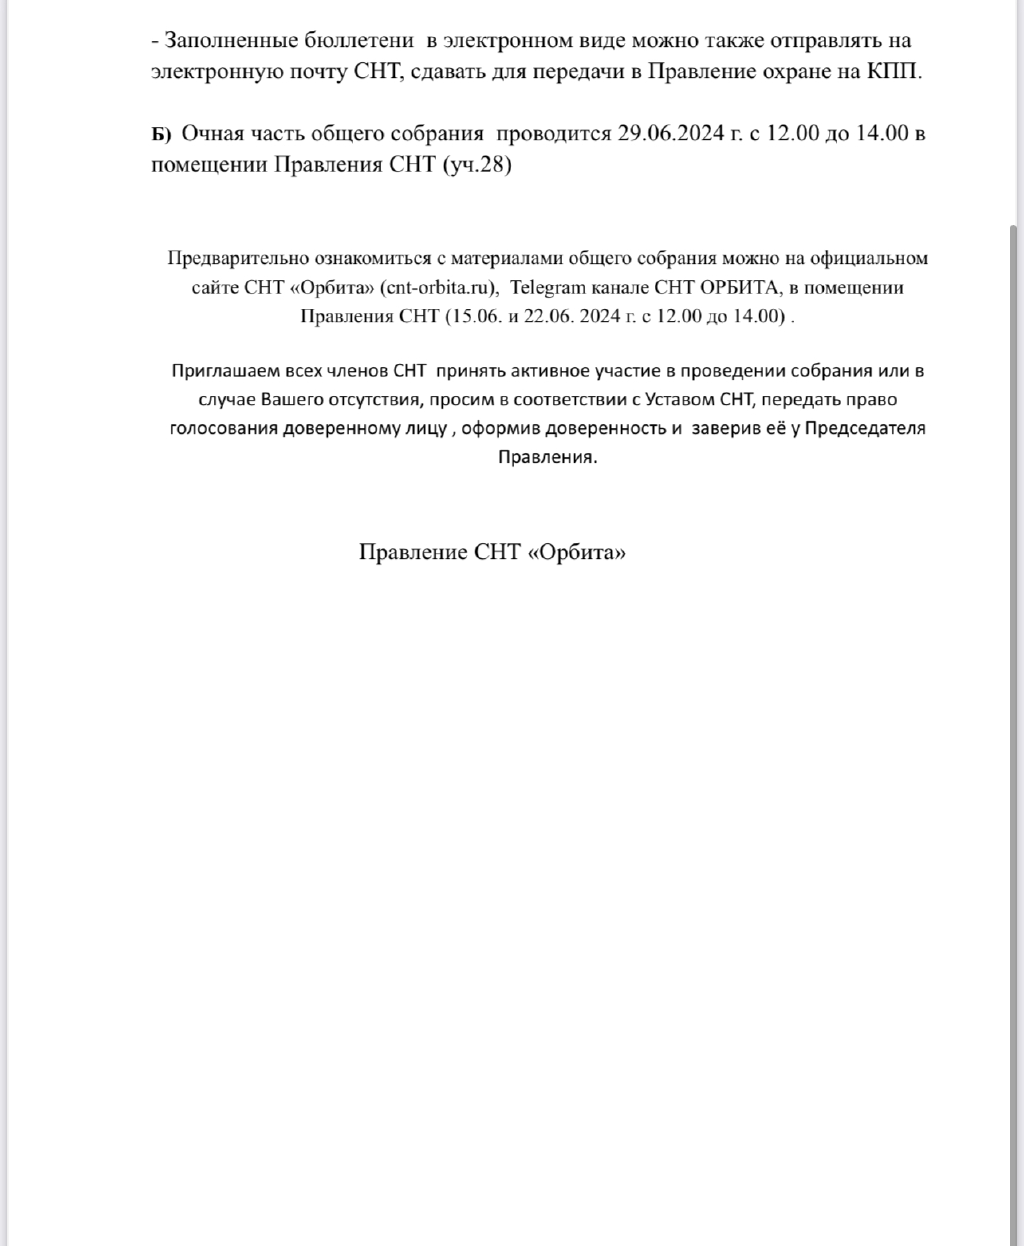 - Заполненные бюллетени  в электронном виде можно также отправлять на
электронную почту СНТ, сдавать для передачи в Правление охране на КПП.
Б)  Очная часть общего собрания  проводится 29.06.2024 г. с 12.00 до 14.00 в
помещении Правления СНТ (уч.28)
Предварительно ознакомиться с материалами общего собрания можно на официальном
сайте СНТ «Орбита» (cnt-orbita.ru),  Telegram канале СНТ ОРБИТА, в помещении
Правления СНТ (15.06. и 22.06. 2024 г. с 12.00 до 14.00) .
Приглашаем всех членов СНТ  принять активное участие в проведении собрания или в
случае Вашего отсутствия, просим в соответствии с Уставом СНТ, передать право
голосования доверенному лицу , оформив доверенность и  заверив её у Председателя
Правления.
Правление СНТ «Орбита»